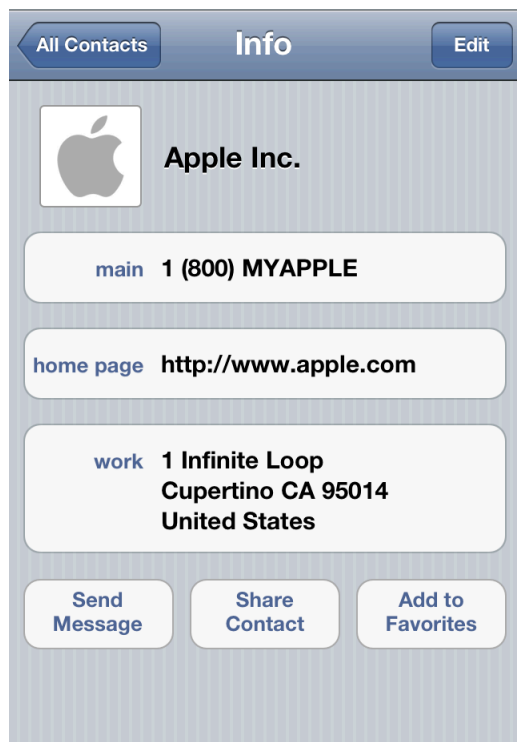 All Contacts Info Edit
Apple Inc.
main 1 (800) MYAPPLE
home page http://www.apple.com
work 1 Infinite Loop
Cupertino CA 95014
United States
Send Message
Share Contact
Add to Favorites